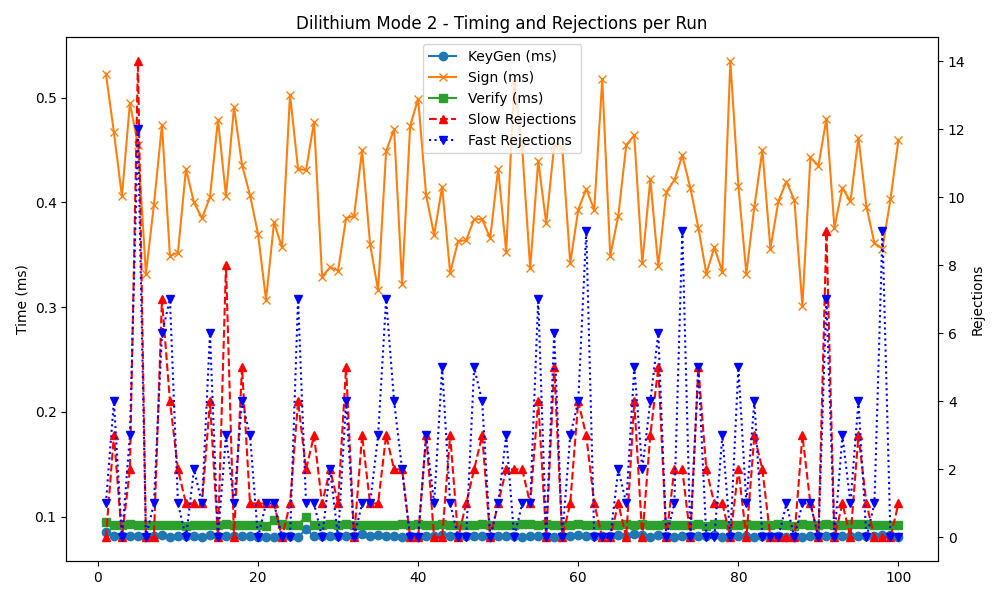 Dilithium Mode 2 - Timing and Rejections per Run
KeyGen (ms)
Sign (ms)
Verify (ms)
Slow Rejections
Fast Rejections
Time (ms)
0.5
0.4
0.3
0.2
0.1
14
12
10
8
6
4
2
0
Rejections
0 20 40 60 80 100